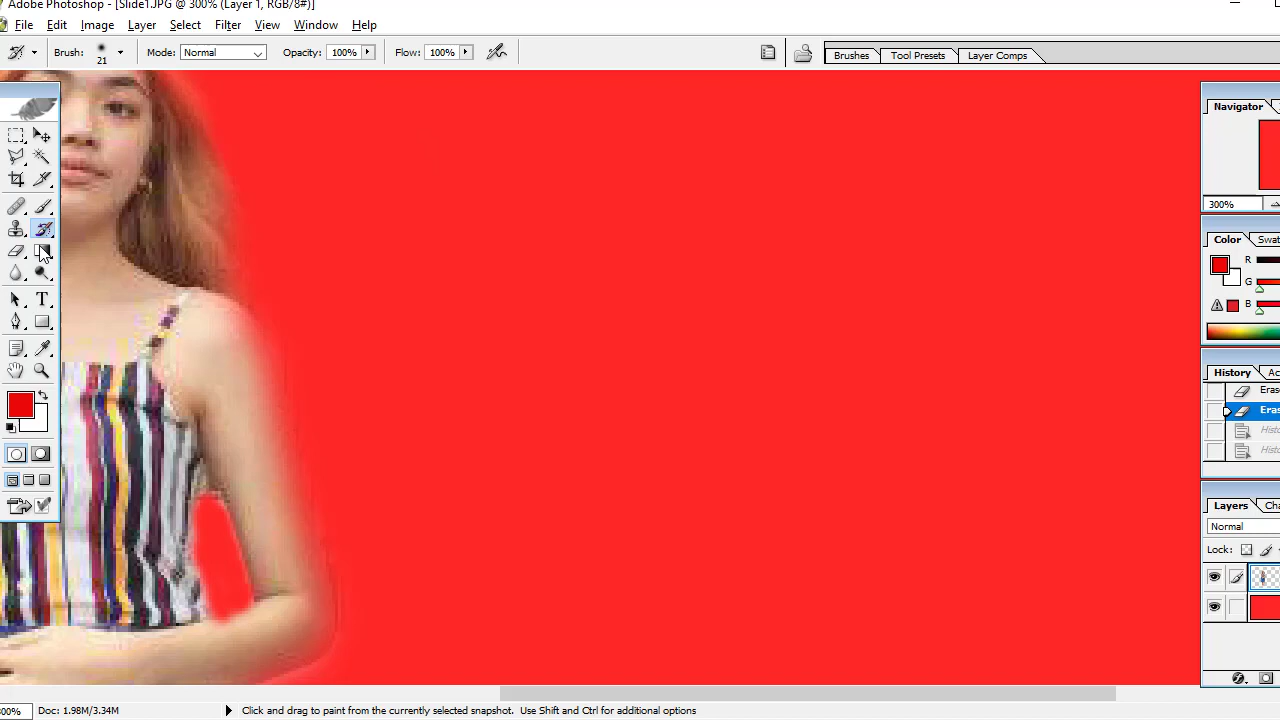 Adobe Photoshop - [Slide1.JPG @ 300% (Layer 1, RGB/8#)]
File Edit Image Layer Select Filter View Window Help
Brush: 21 Mode: Normal Opacity: 100% Flow: 100% Brushes Tool Presets Layer Comps
Navigator
300%
Color Swat
R
G
B
History Ac
Eras
Eras
Histo
Histo
Layers Cha
Normal
Lock:
T
300% Doc: 1.98M/3.34M Click and drag to paint from the currently selected snapshot. Use Shift and Ctrl for additional options